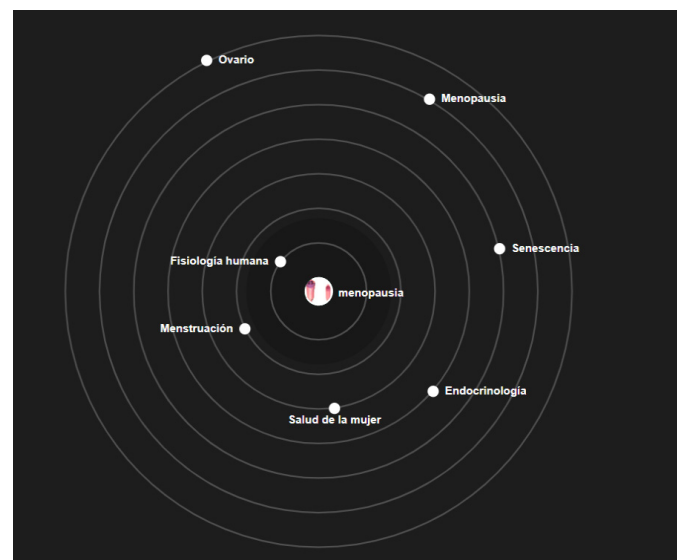 Ovario
Menopausia
Senescencia
Fisiología humana
menopausia
Menstruación
Endocrinología
Salud de la mujer